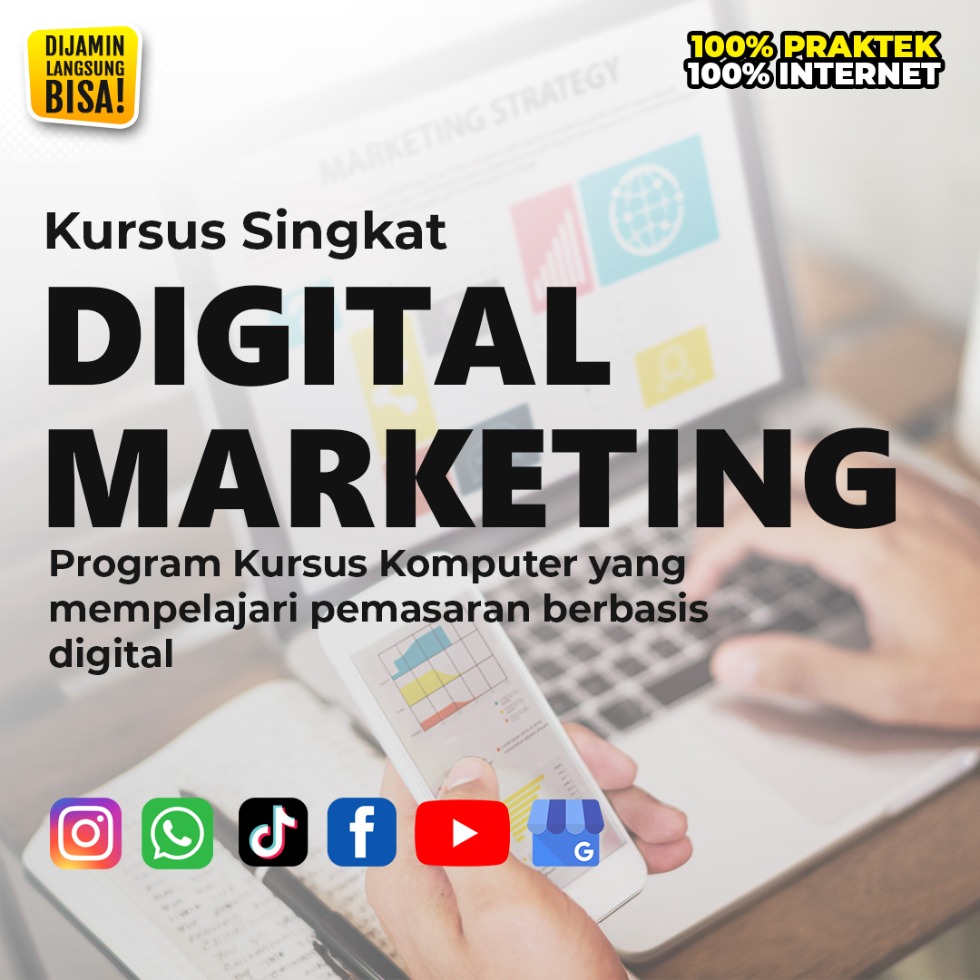 DIJAMIN
LANGSUNG
BISA!
100% PRAKTEK
100% INTERNET
MARKETING STRATEGY
Kursus Singkat
DIGITAL
MARKETING
Program Kursus Komputer yang
mempelajari pemasaran berbasis
digital